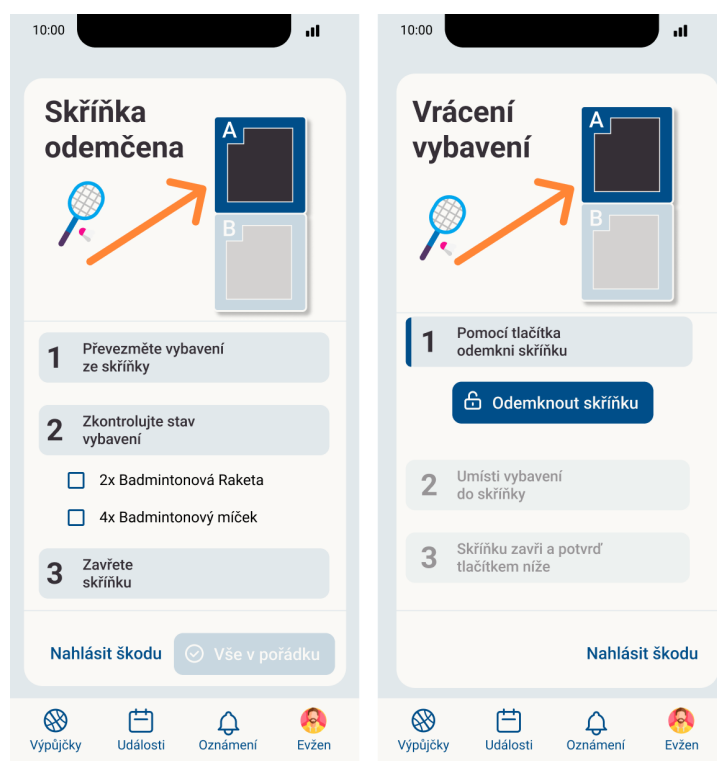 10:00
Skříňka
odemčena
A
B
1
Převezměte vybavení
ze skříňky
2
Zkontrolujte stav
vybavení
2x Badmintonová Raketa
4x Badmintonový míček
3
Zavřete
skříňku
Nahlásit škodu
Vše v pořádku
Výpůjčky
Události
Oznámení
Evžen
10:00
Vrácení
vybavení
A
B
1
Pomocí tlačítka
odemkni skříňku
Odemknout skříňku
2
Umísti vybavení
do skříňky
3
Skříňku zavři a potvrď
tlačítkem níže
Nahlásit škodu
Výpůjčky
Události
Oznámení
Evžen